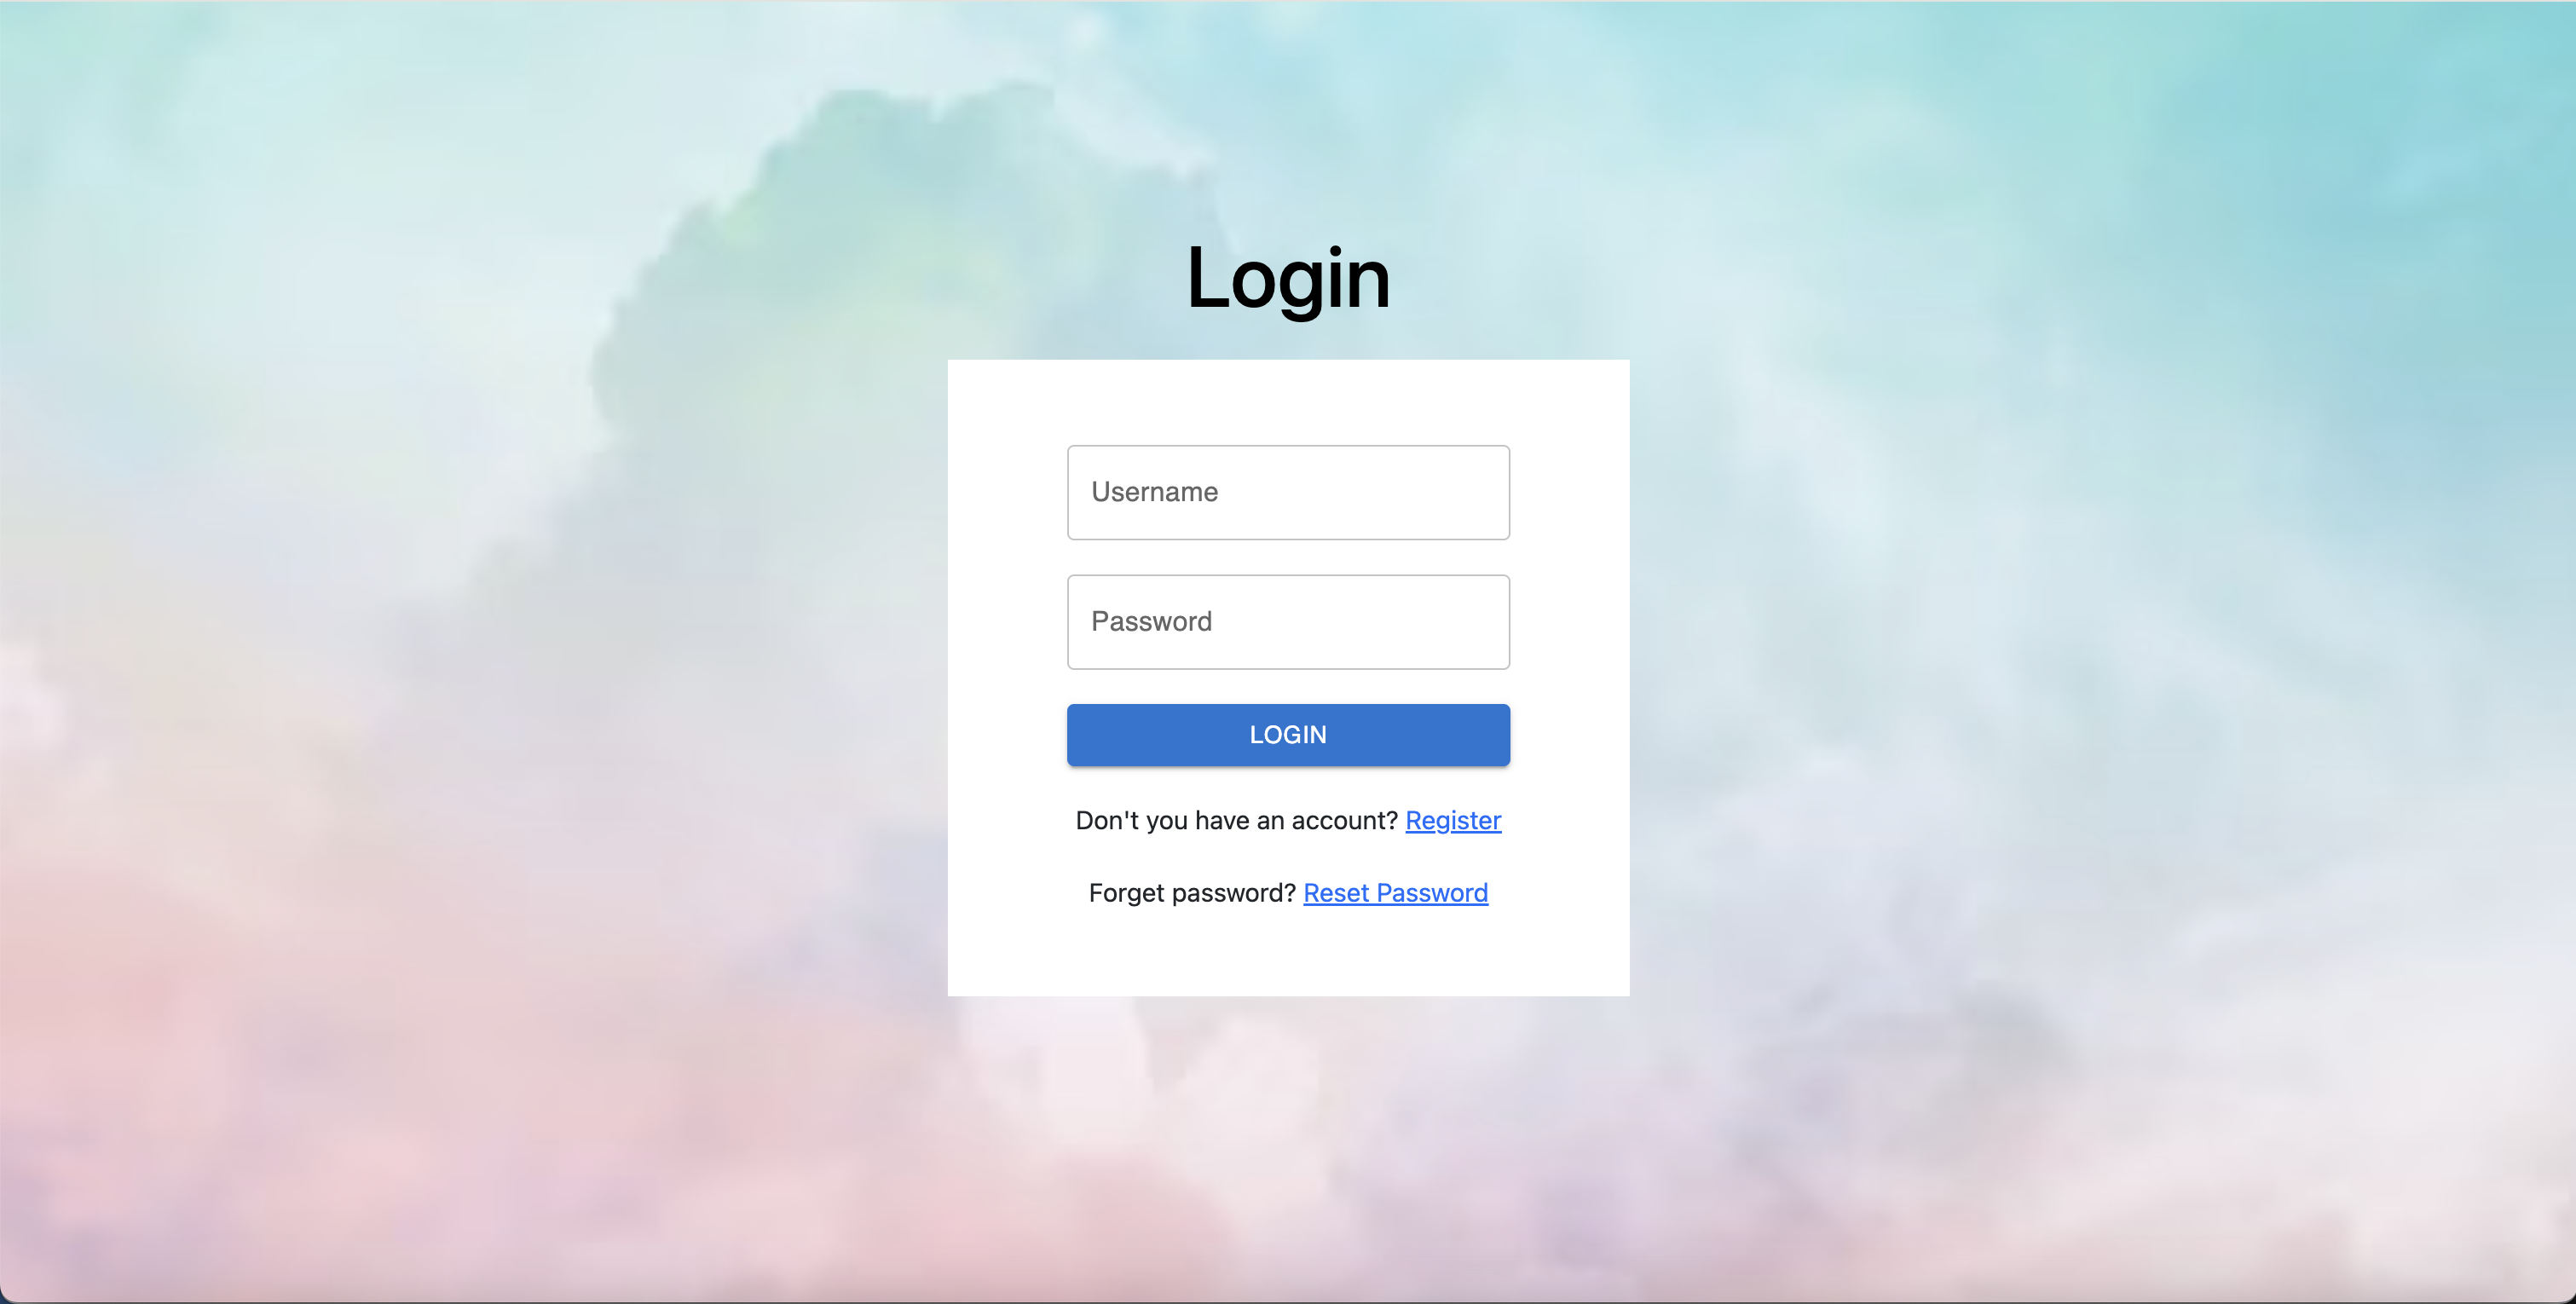 Login
Username
Password
LOGIN
Don't you have an account? Register
Forget password? Reset Password